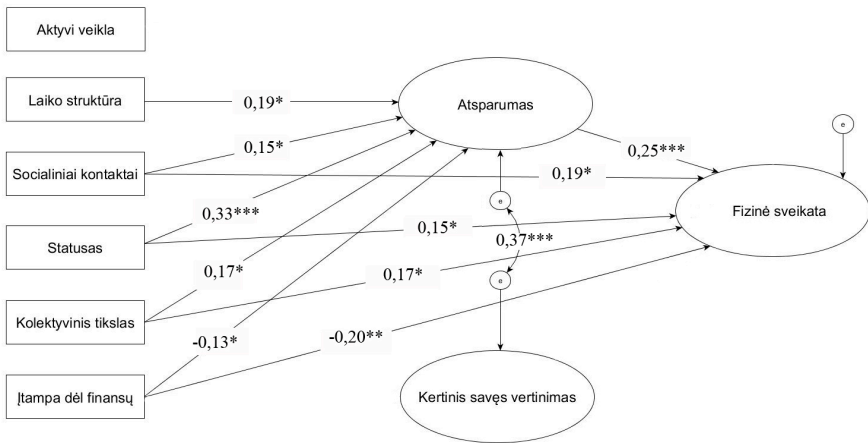 Aktyvi veikla
Laiko struktūra
0,19*
Atsparumas
e
0,15*
0,25***
Socialiniai kontaktai
0,19*
e
0,33***
Fizinė sveikata
Statusas
0,15*
0,37***
0,17*
0,17*
e
Kolektyvinis tikslas
-0,13*
-0,20**
Įtampa dėl finansų
Kertinis savęs vertinimas